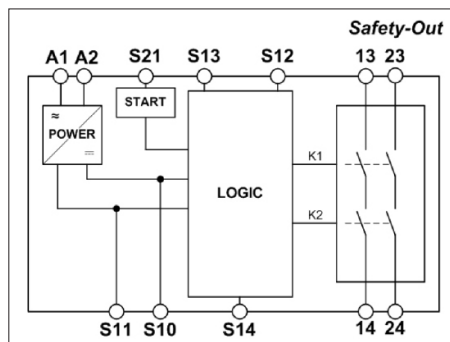 Safety-Out
A1 A2 S21 S13 S12 13 23
START
≈
POWER
K1
LOGIC
K2
S11 S10 S14 14 24